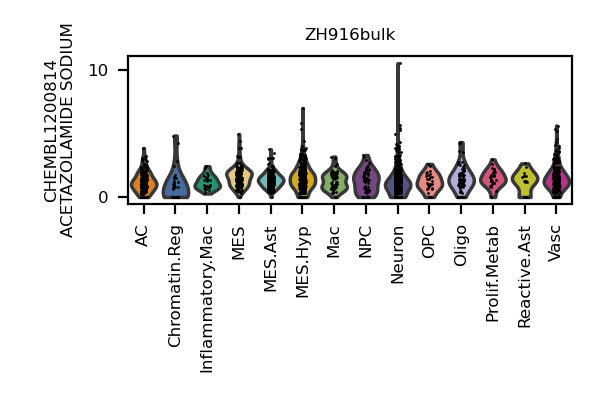 ZH916bulk
CHEMBL1200814
ACETAZOLAMIDE SODIUM
10
0
AC
Chromatin.Reg
Inflammatory.Mac
MES
MES.Ast
MES.Hyp
Mac
NPC
Neuron
OPC
Oligo
Prolif.Metab
Reactive.Ast
Vasc